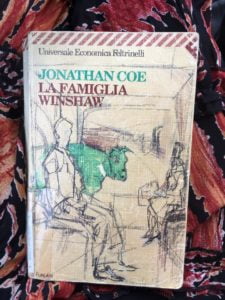 Universale Economica Feltrinelli
JONATHAN COE
LA FAMIGLIA
WINSHAW